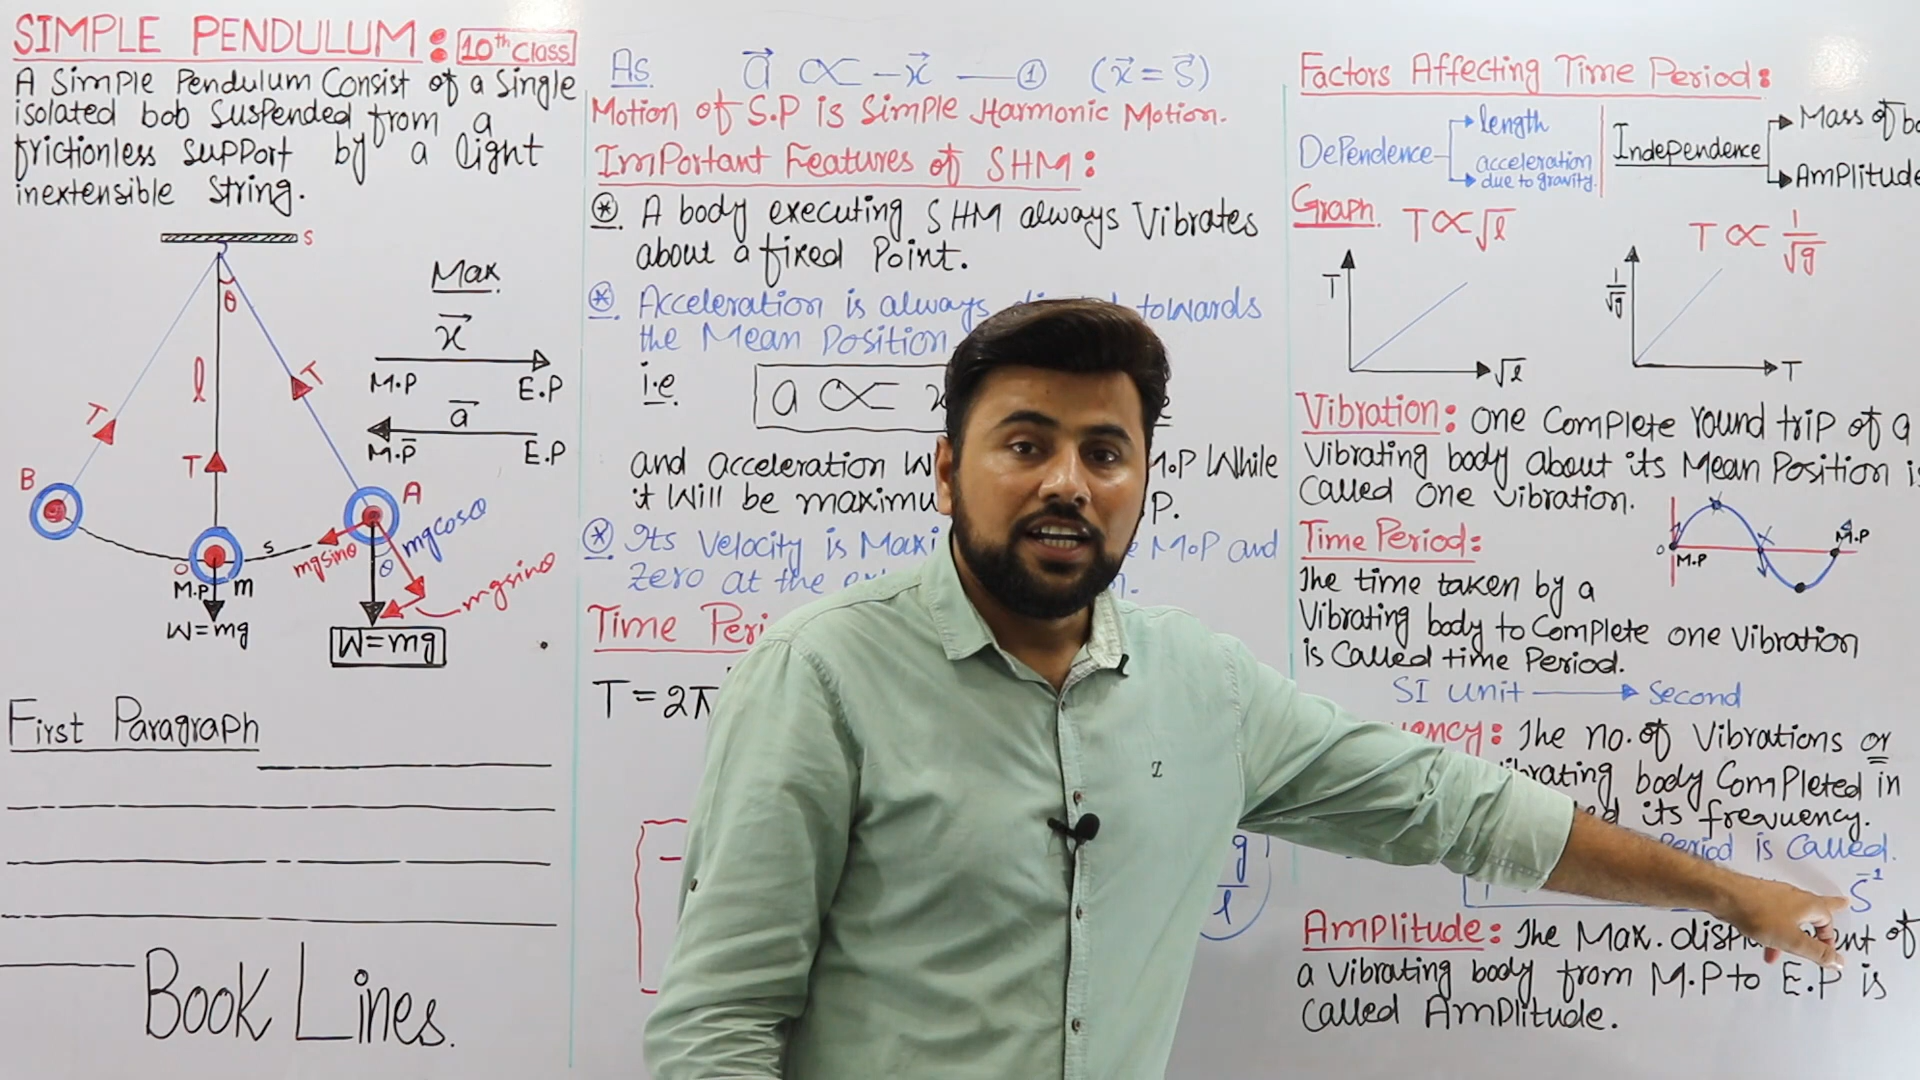 SIMPLE PENDULUM: 10th Class
A Simple Pendulum Consist of a Single
isolated bob suspended from a
frictionless support by a light
inextensible string.
S
θ
l
T
T
T
B
A
Max
x⃗
M.P E.P
a⃗
M.P E.P
mgcosθ
mgsinθ
θ
mgsinθ
O
S
M.P m
W=mg
W=mg
First Paragraph
Book Lines.
As a⃗ ∝ -x⃗ — ① (x⃗ = S⃗)
Motion of S.P is Simple Harmonic Motion.
Important Features of SHM:
* A body executing SHM always Vibrates
about a fixed Point.
* Acceleration is always towards
the Mean Position
i.e a ∝
and acceleration M.P While
it Will be P.
* Its Velocity is M.P and
Zero at the
Time
T = 2π
g
l
Factors Affecting Time Period:
Dependence length
acceleration
due to gravity.
Independence Mass of
Amplitude
Graph T ∝ √l
T
√l
T ∝ 1/√g
1/√g
T
Vibration: One Complete round trip of a
Vibrating body about its Mean Position is
Called One Vibration.
O M.P M.P
Time Period:
The time taken by a
Vibrating body to Complete one Vibration
is Called time Period.
SI unit → Second
The no. of Vibrations or
body Completed in
its frequency.
is Called.
S⁻¹
Amplitude: The Max. of
a Vibrating body from M.P to E.P is
Called Amplitude.